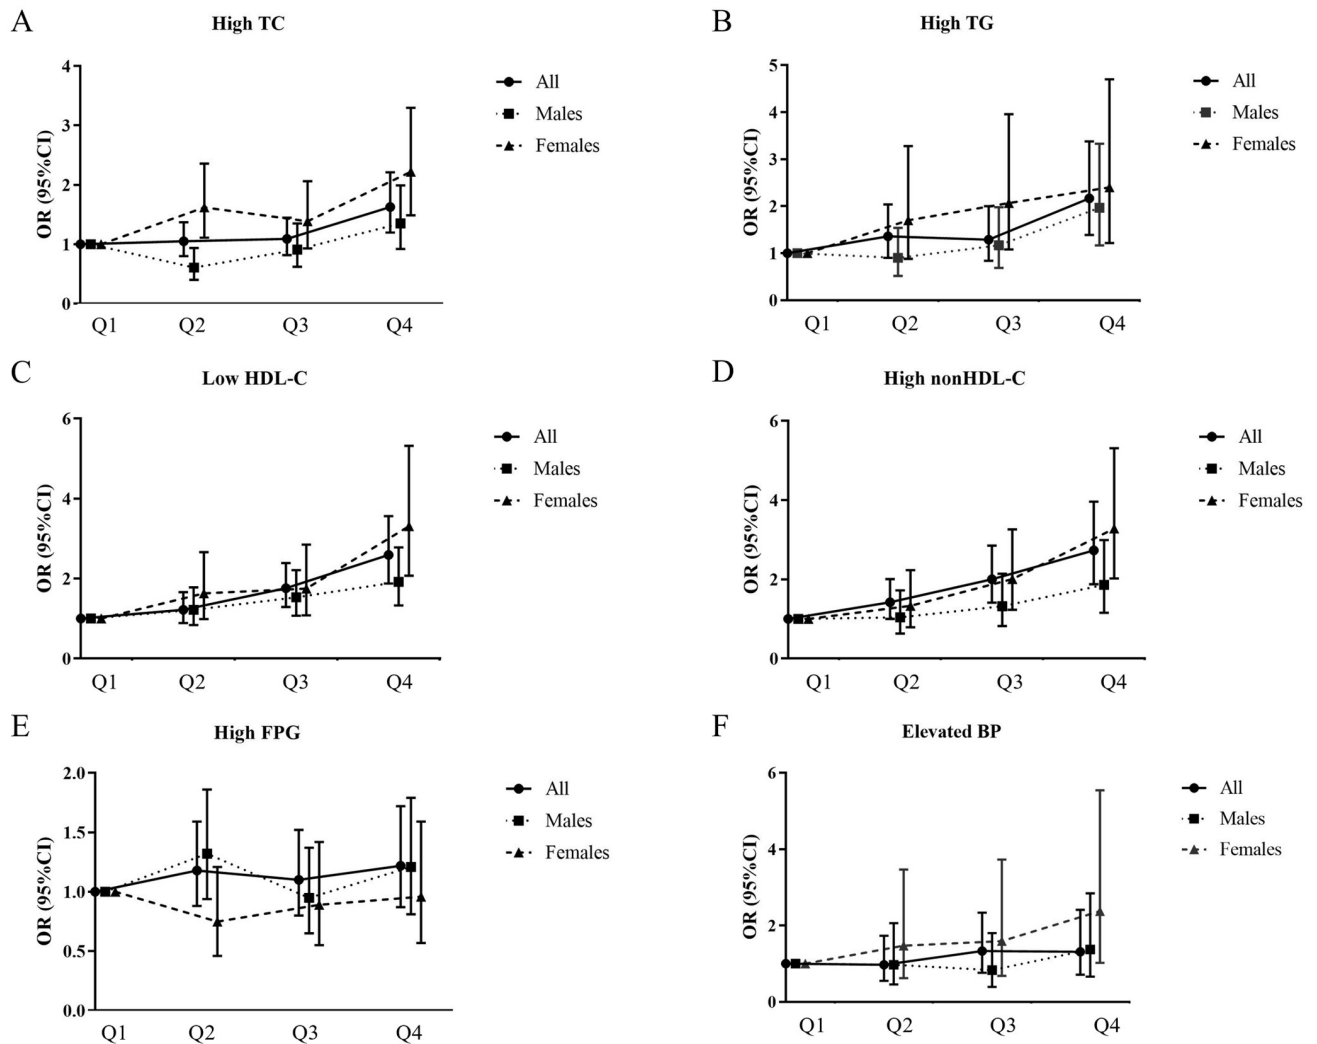 A
High TC
OR (95%CI)
4
3
2
1
0
Q1 Q2 Q3 Q4
All
Males
Females
B
High TG
OR (95%CI)
5
4
3
2
1
0
Q1 Q2 Q3 Q4
All
Males
Females
C
Low HDL-C
OR (95%CI)
6
4
2
0
Q1 Q2 Q3 Q4
All
Males
Females
D
High nonHDL-C
OR (95%CI)
6
4
2
0
Q1 Q2 Q3 Q4
All
Males
Females
E
High FPG
OR (95%CI)
2.0
1.5
1.0
0.5
0.0
Q1 Q2 Q3 Q4
All
Males
Females
F
Elevated BP
OR (95%CI)
6
4
2
0
Q1 Q2 Q3 Q4
All
Males
Females